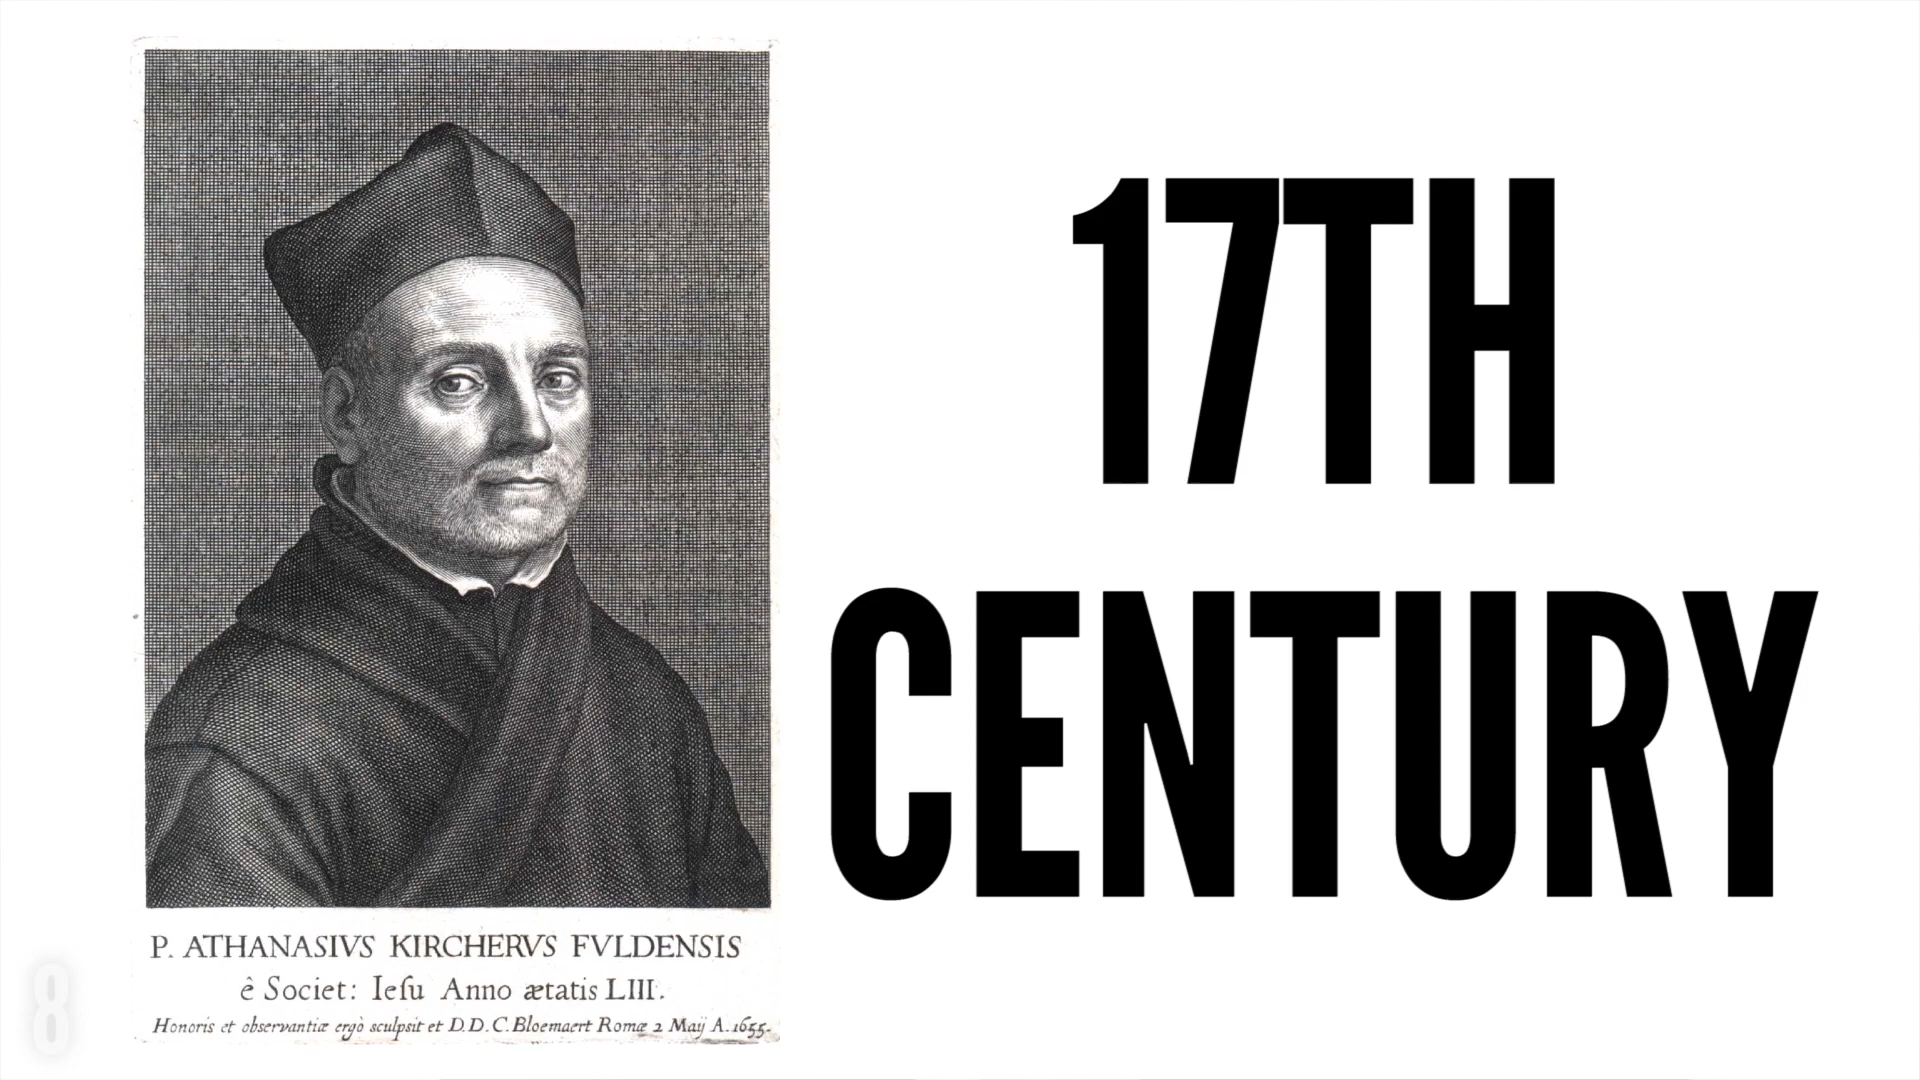 17TH
CENTURY
P. ATHANASIVS KIRCHERVS FVLDENSIS
è Societ: Ieſu Anno ætatis LIII.
Honoris et observantiæ ergò sculpsit et D.D. C. Bloemaert Romæ 2 Maij A. 1655.
8